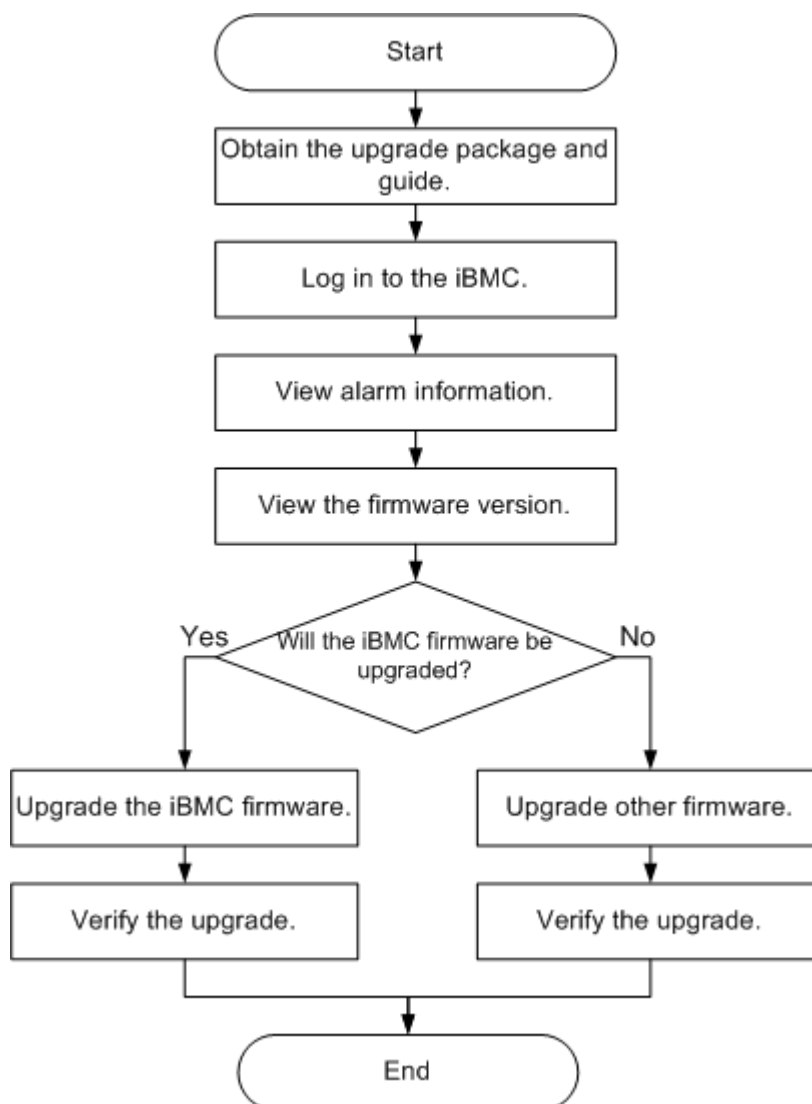 Start
Obtain the upgrade package and
guide.
Log in to the iBMC.
View alarm information.
View the firmware version.
Yes
Will the iBMC firmware be
upgraded?
No
Upgrade the iBMC firmware.
Upgrade other firmware.
Verify the upgrade.
Verify the upgrade.
End